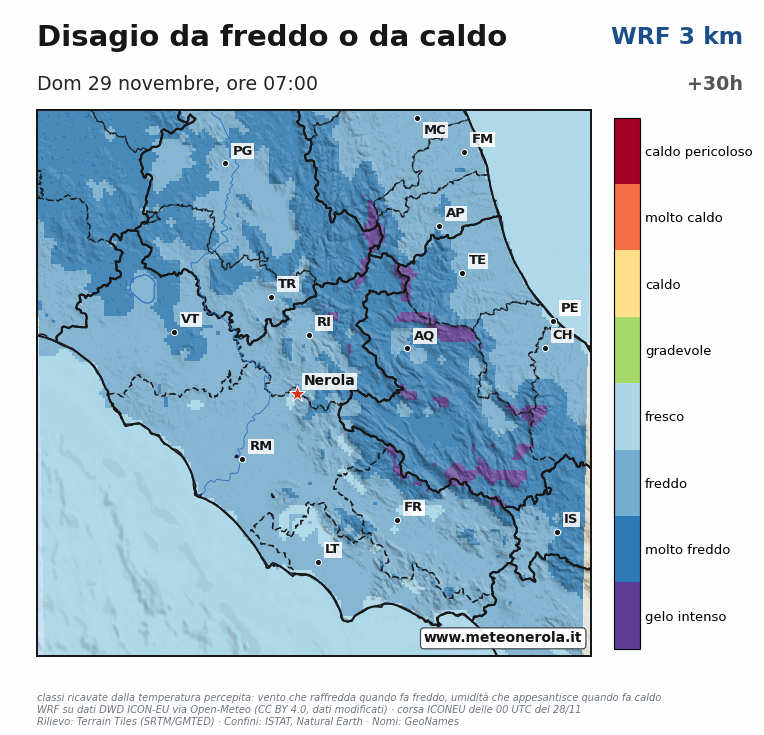 Disagio da freddo o da caldo
WRF 3 km
Dom 29 novembre, ore 07:00
+30h
MC
FM
PG
AP
TE
TR
PE
VT
RI
AQ
CH
Nerola
RM
FR
IS
LT
www.meteonerola.it
caldo pericoloso
molto caldo
caldo
gradevole
fresco
freddo
molto freddo
gelo intenso
classi ricavate dalla temperatura percepita: vento che raffredda quando fa freddo, umidità che appesantisce quando fa caldo
WRF su dati DWD ICON-EU via Open-Meteo (CC BY 4.0, dati modificati) · corsa ICONEU delle 00 UTC del 28/11
Rilievo: Terrain Tiles (SRTM/GMTED) · Confini: ISTAT, Natural Earth · Nomi: GeoNames